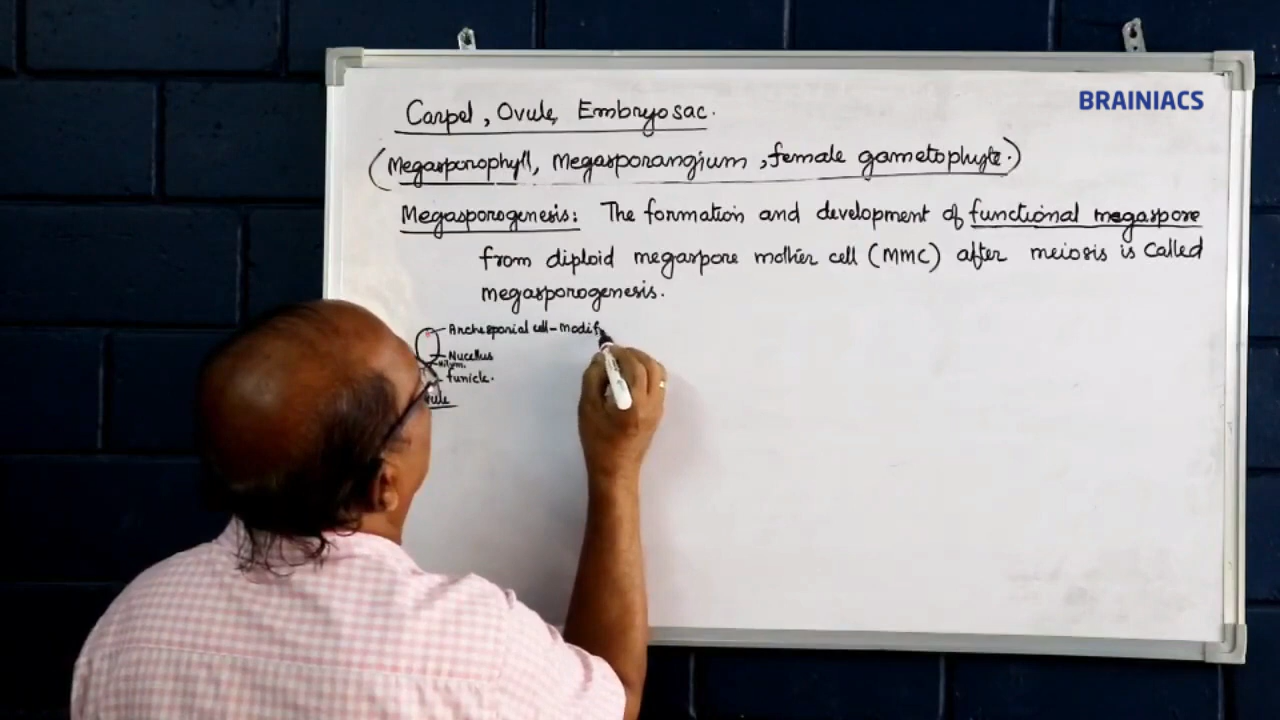 BRAINIACS
Carpel, Ovule, Embryosac.
(Megasporophyll, Megasporangium, female gametophyte.)
Megasporogenesis: The formation and development of functional megaspore
from diploid megaspore mother cell (MMC) after meiosis is called
megasporogenesis.
Archesporial cell - Modif
Nucellus
Hilum.
funicle.